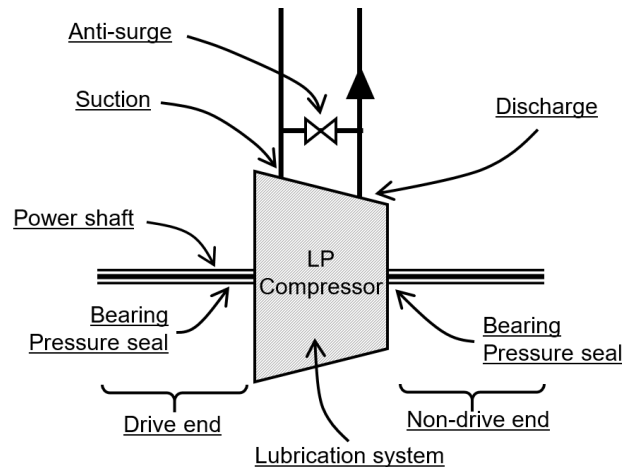 Anti-surge
Suction
Discharge
Power shaft
LP
Compressor
Bearing
Pressure seal
Bearing
Pressure seal
Drive end
Non-drive end
Lubrication system